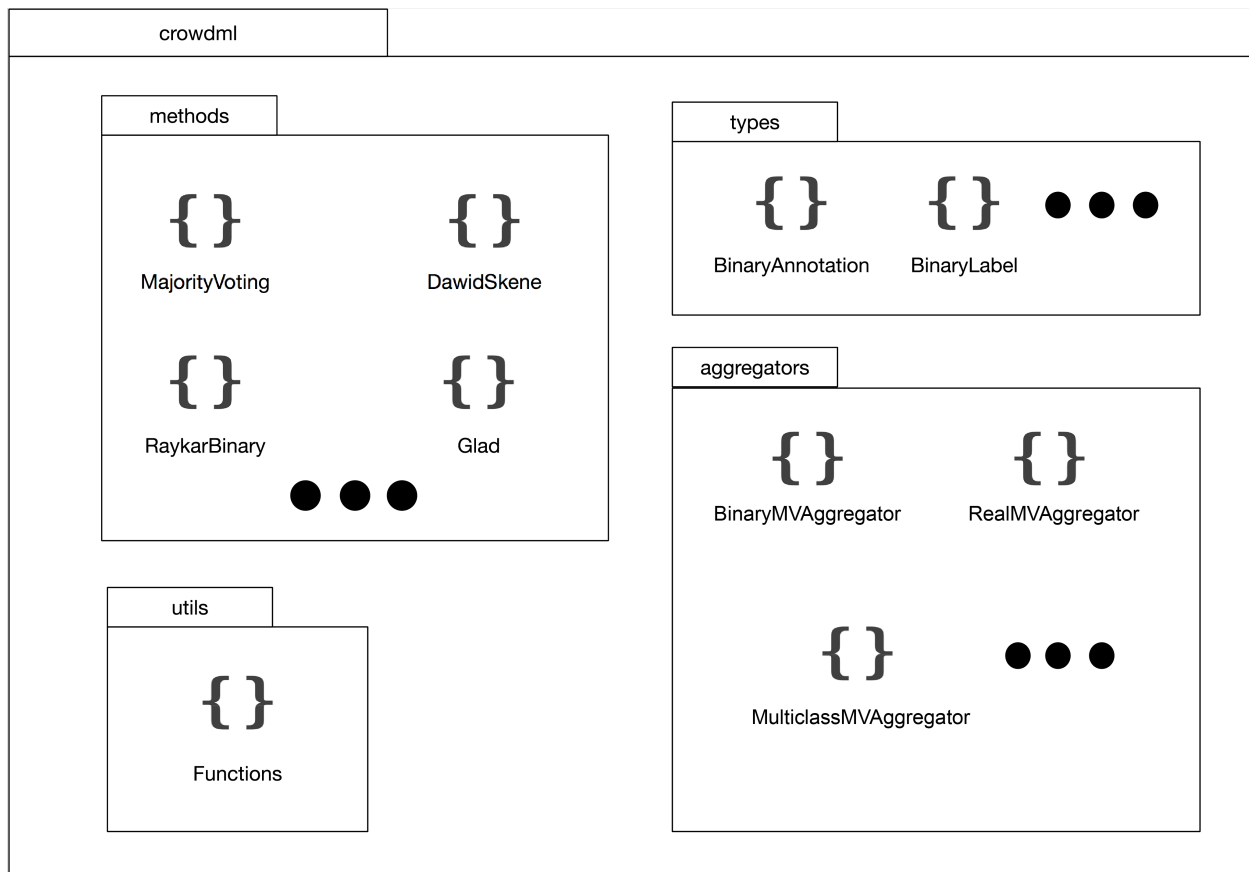 crowdml
methods
MajorityVoting
DawidSkene
RaykarBinary
Glad
types
BinaryAnnotation
BinaryLabel
aggregators
BinaryMVAggregator
RealMVAggregator
MulticlassMVAggregator
utils
Functions